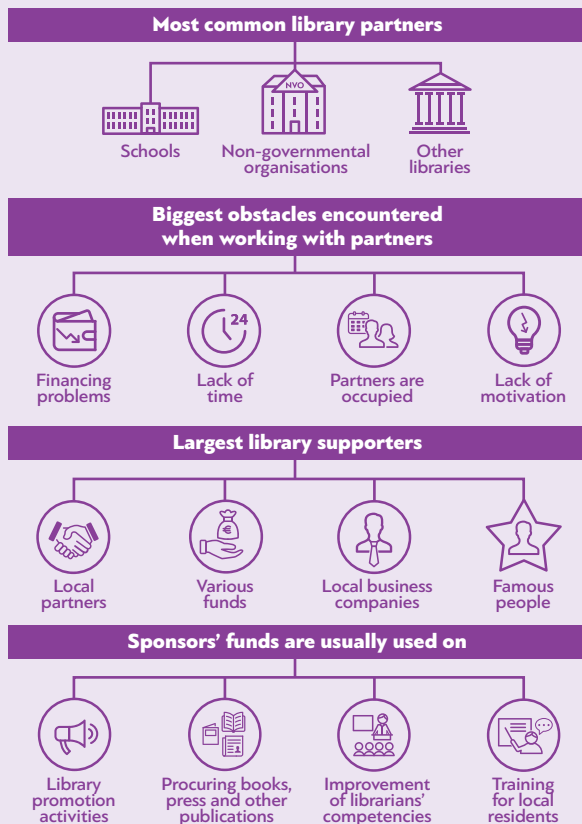 Most common library partners
NVO
Schools
Non-governmental
organisations
Other
libraries
Biggest obstacles encountered
when working with partners
24
Financing
problems
Lack of
time
Partners are
occupied
Lack of
motivation
Largest library supporters
€
Local
partners
Various
funds
Local business
companies
Famous
people
Sponsors’ funds are usually used on
Library
promotion
activities
Procuring books,
press and other
publications
Improvement
of librarians’
competencies
Training
for local
residents